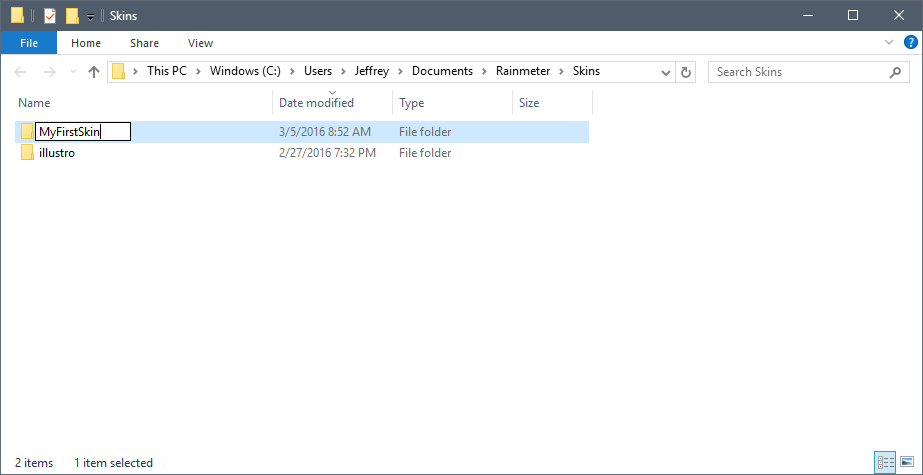 Skins
File Home Share View
This PC Windows (C:) Users Jeffrey Documents Rainmeter Skins Search Skins
Name Date modified Type Size
MyFirstSkin 3/5/2016 8:52 AM File folder
illustro 2/27/2016 7:32 PM File folder
2 items 1 item selected